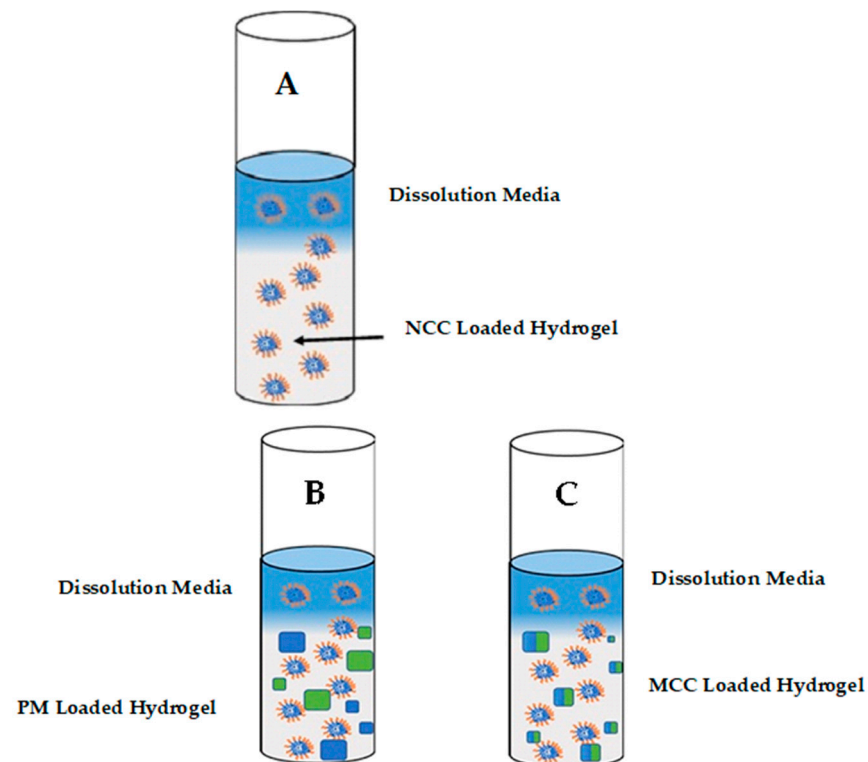 A
Dissolution Media
NCC Loaded Hydrogel
B
C
Dissolution Media
Dissolution Media
PM Loaded Hydrogel
MCC Loaded Hydrogel